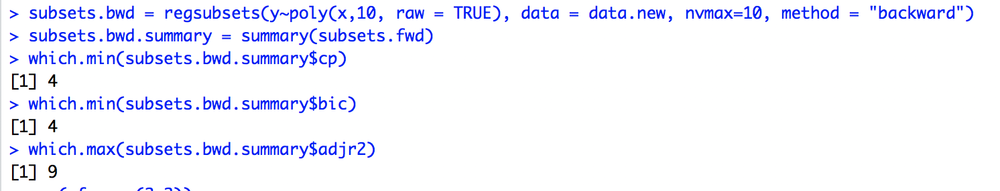 > subsets.bwd = regsubsets(y~poly(x,10, raw = TRUE), data = data.new, nvmax=10, method = "backward")
> subsets.bwd.summary = summary(subsets.fwd)
> which.min(subsets.bwd.summary$cp)
[1] 4
> which.min(subsets.bwd.summary$bic)
[1] 4
> which.max(subsets.bwd.summary$adjr2)
[1] 9